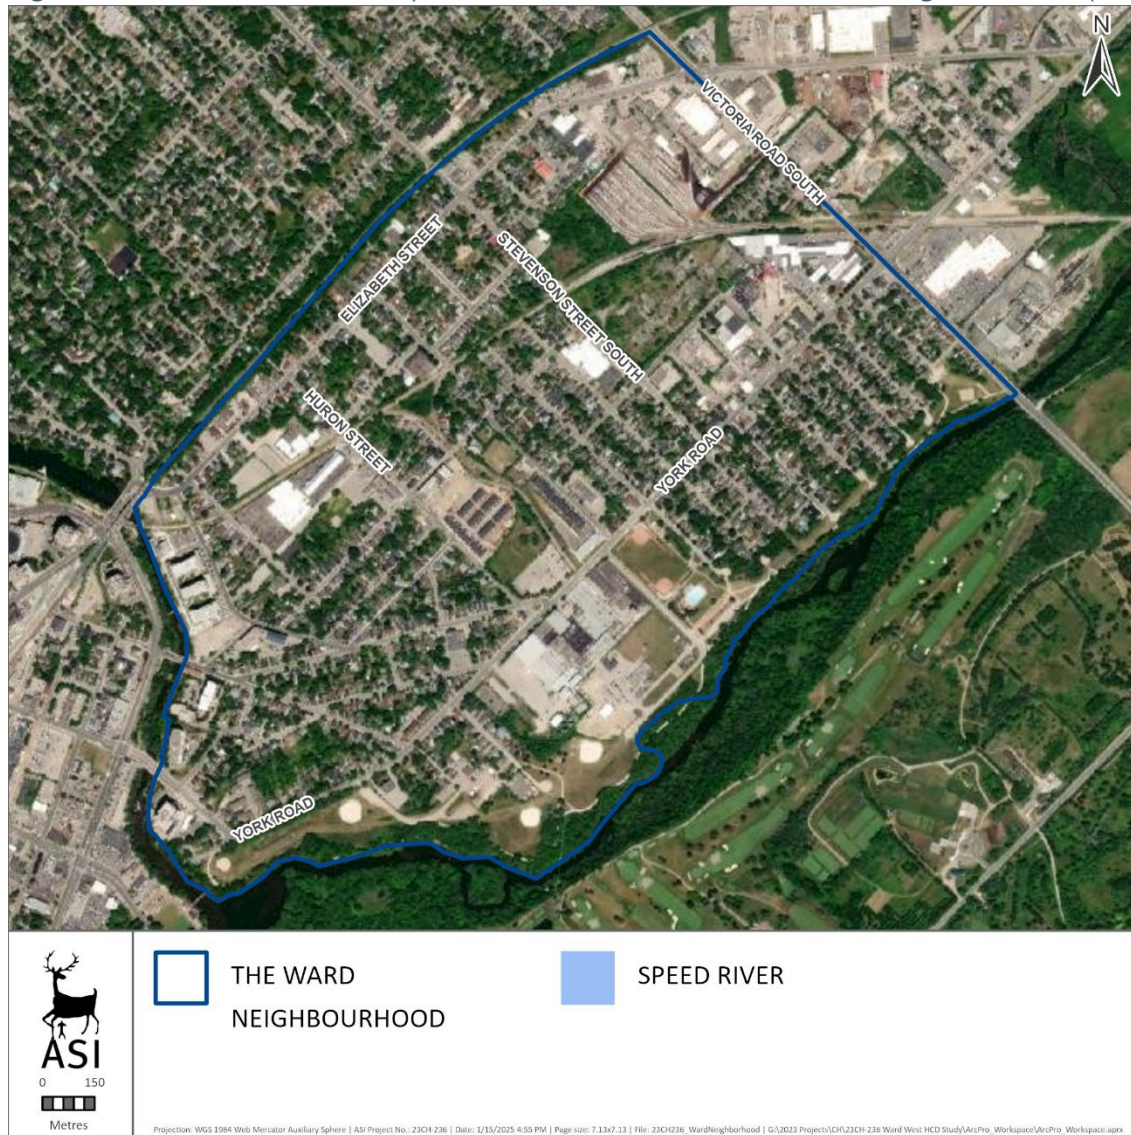 N
VICTORIA ROAD SOUTH
ELIZABETH STREET
STEVENSON STREET SOUTH
HURON STREET
YORK ROAD
YORK ROAD
ASI
0 150
Metres
THE WARD
NEIGHBOURHOOD
SPEED RIVER
Projection: WGS 1984 Web Mercator Auxiliary Sphere | ASI Project No.: 23CH-236 | Date: 1/15/2025 4:55 PM | Page size: 7.13x7.13 | File: 23CH236_WardNeighborhood | G:\2023 Projects\CH\23CH-236 Ward West HCD Study\ArcPro_Workspace\ArcPro_Workspace.aprx